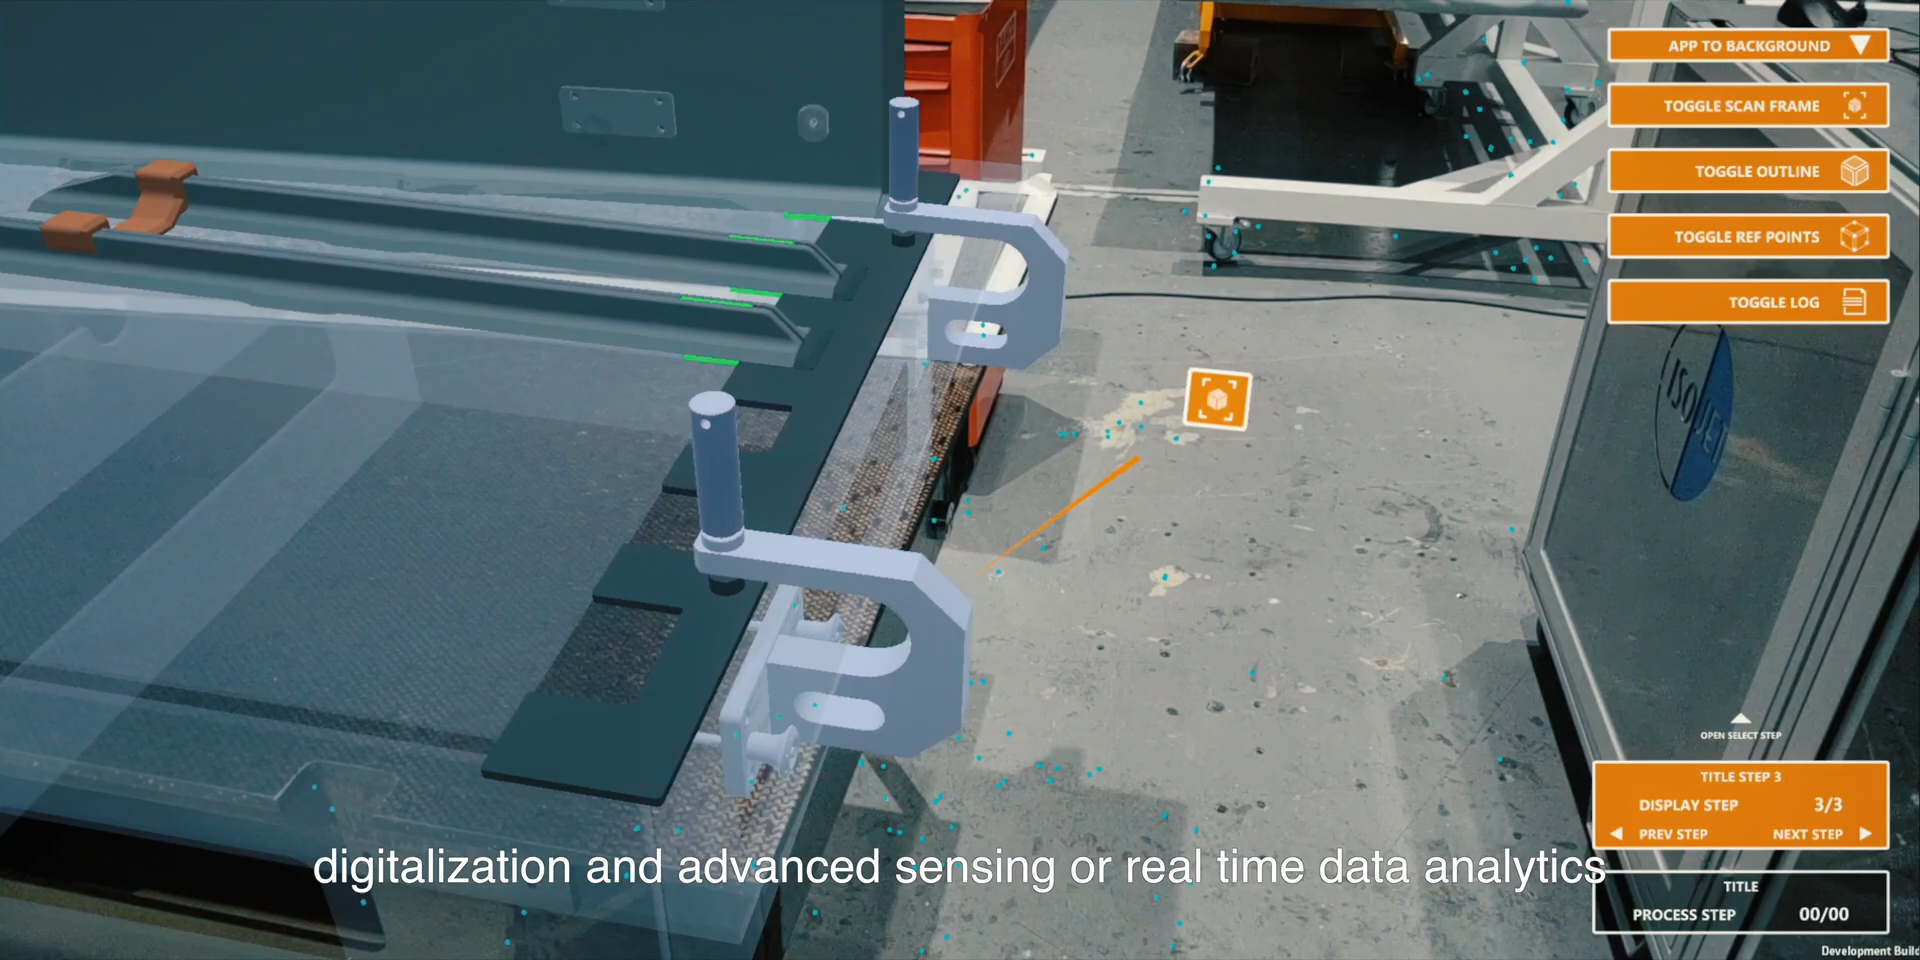 APP TO BACKGROUND
TOGGLE SCAN FRAME
TOGGLE OUTLINE
TOGGLE REF POINTS
TOGGLE LOG
ISOJET
OPEN SELECT STEP
TITLE STEP 3
DISPLAY STEP 3/3
PREV STEP NEXT STEP
digitalization and advanced sensing or real time data analytics
TITLE
PROCESS STEP 00/00
Development Build